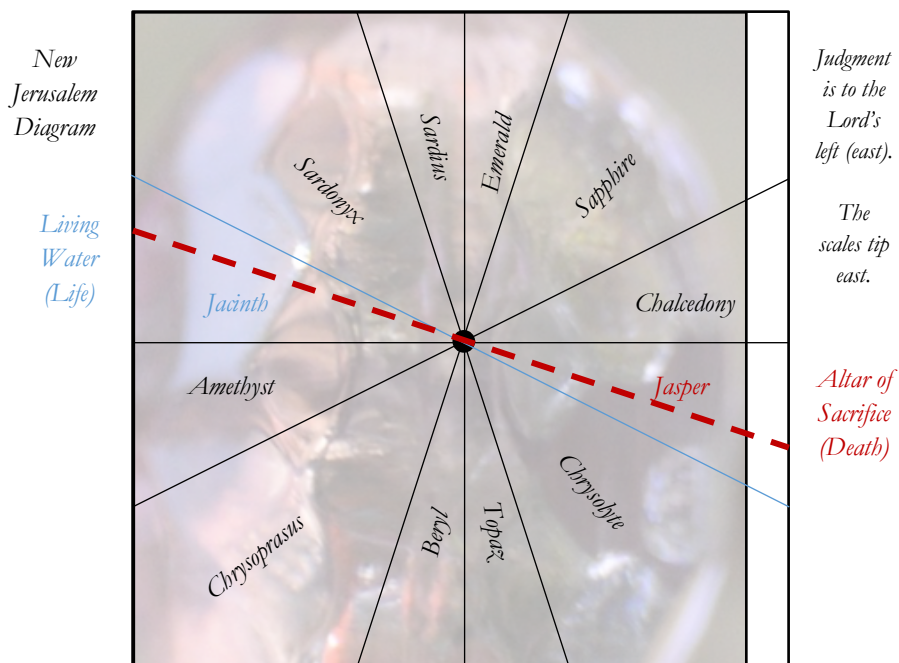 New
Jerusalem
Diagram
Judgment
is to the
Lord's
left (east).
The
scales tip
east.
Sardonyx
Sardius
Emerald
Sapphire
Living
Water
(Life)
Jacinth
Chalcedony
Amethyst
Jasper
Altar of
Sacrifice
(Death)
Chrysoprasus
Beryl
Topaz
Chrysolyte